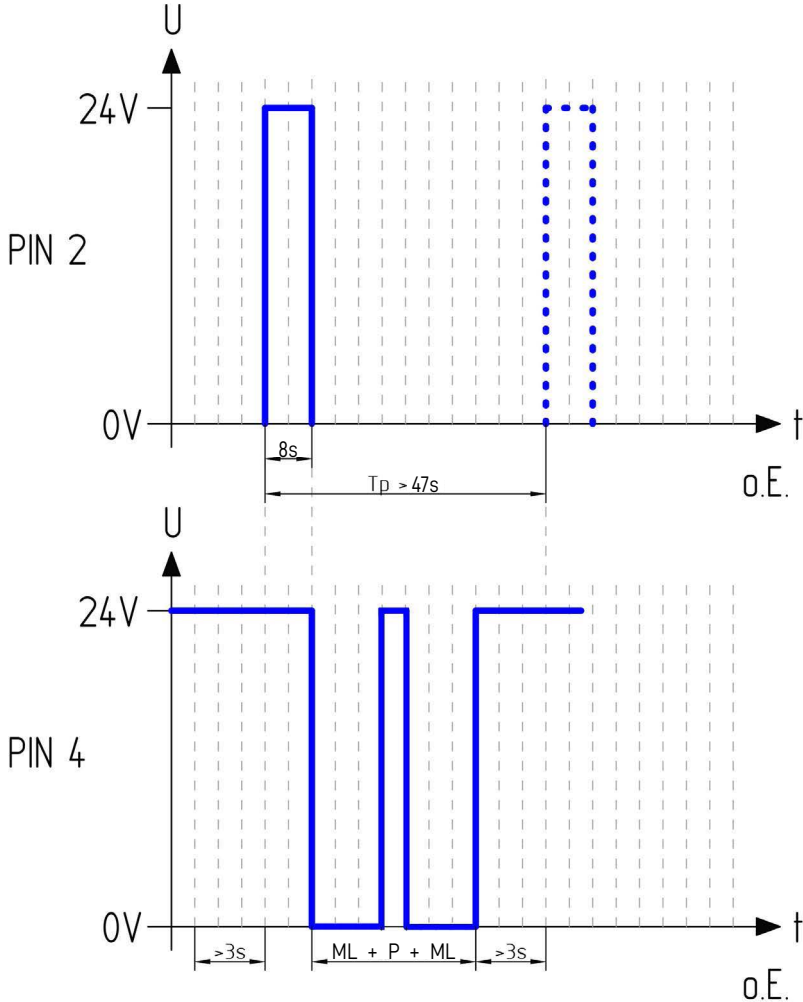 U
24V
PIN 2
0V
t
8s
Tp > 47s
o.E.
U
24V
PIN 4
0V
t
>3s
ML + P + ML
>3s
o.E.